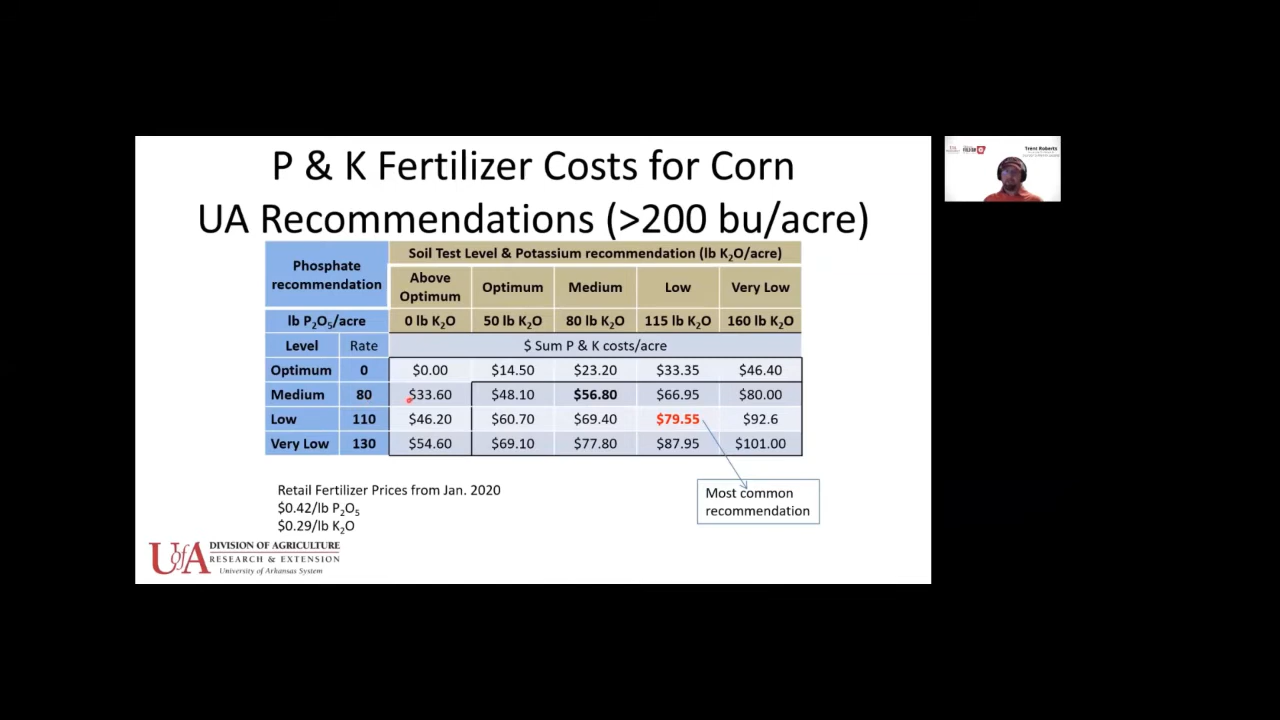 P & K Fertilizer Costs for Corn
UA Recommendations (>200 bu/acre)
Phosphate recommendation
Soil Test Level & Potassium recommendation (lb K₂O/acre)
Above Optimum Optimum Medium Low Very Low
lb P₂O₅/acre 0 lb K₂O 50 lb K₂O 80 lb K₂O 115 lb K₂O 160 lb K₂O
Level Rate $ Sum P & K costs/acre
Optimum 0 $0.00 $14.50 $23.20 $33.35 $46.40
Medium 80 $33.60 $48.10 $56.80 $66.95 $80.00
Low 110 $46.20 $60.70 $69.40 $79.55 $92.6
Very Low 130 $54.60 $69.10 $77.80 $87.95 $101.00
Most common
recommendation
Retail Fertilizer Prices from Jan. 2020
$0.42/lb P₂O₅
$0.29/lb K₂O
UofA DIVISION OF AGRICULTURE
RESEARCH & EXTENSION
University of Arkansas System
Trent Roberts